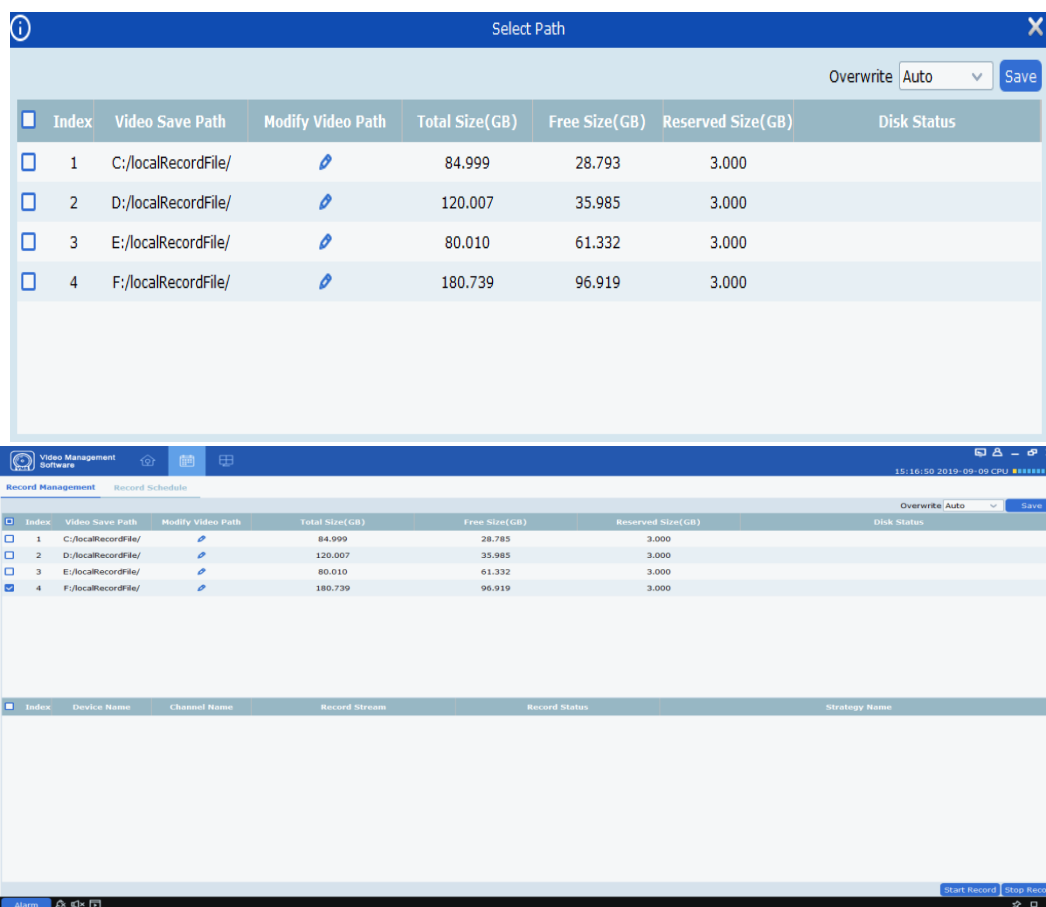 Select Path
Overwrite Auto Save
Index Video Save Path Modify Video Path Total Size(GB) Free Size(GB) Reserved Size(GB) Disk Status
1 C:/localRecordFile/ 84.999 28.793 3.000
2 D:/localRecordFile/ 120.007 35.985 3.000
3 E:/localRecordFile/ 80.010 61.332 3.000
4 F:/localRecordFile/ 180.739 96.919 3.000
Video Management
Software
15:16:50 2019-09-09 CPU
Record Management Record Schedule
Overwrite Auto Save
Index Video Save Path Modify Video Path Total Size(GB) Free Size(GB) Reserved Size(GB) Disk Status
1 C:/localRecordFile/ 84.999 28.785 3.000
2 D:/localRecordFile/ 120.007 35.985 3.000
3 E:/localRecordFile/ 80.010 61.332 3.000
4 F:/localRecordFile/ 180.739 96.919 3.000
Index Device Name Channel Name Record Stream Record Status Strategy Name
Start Record Stop Reco
Alarm